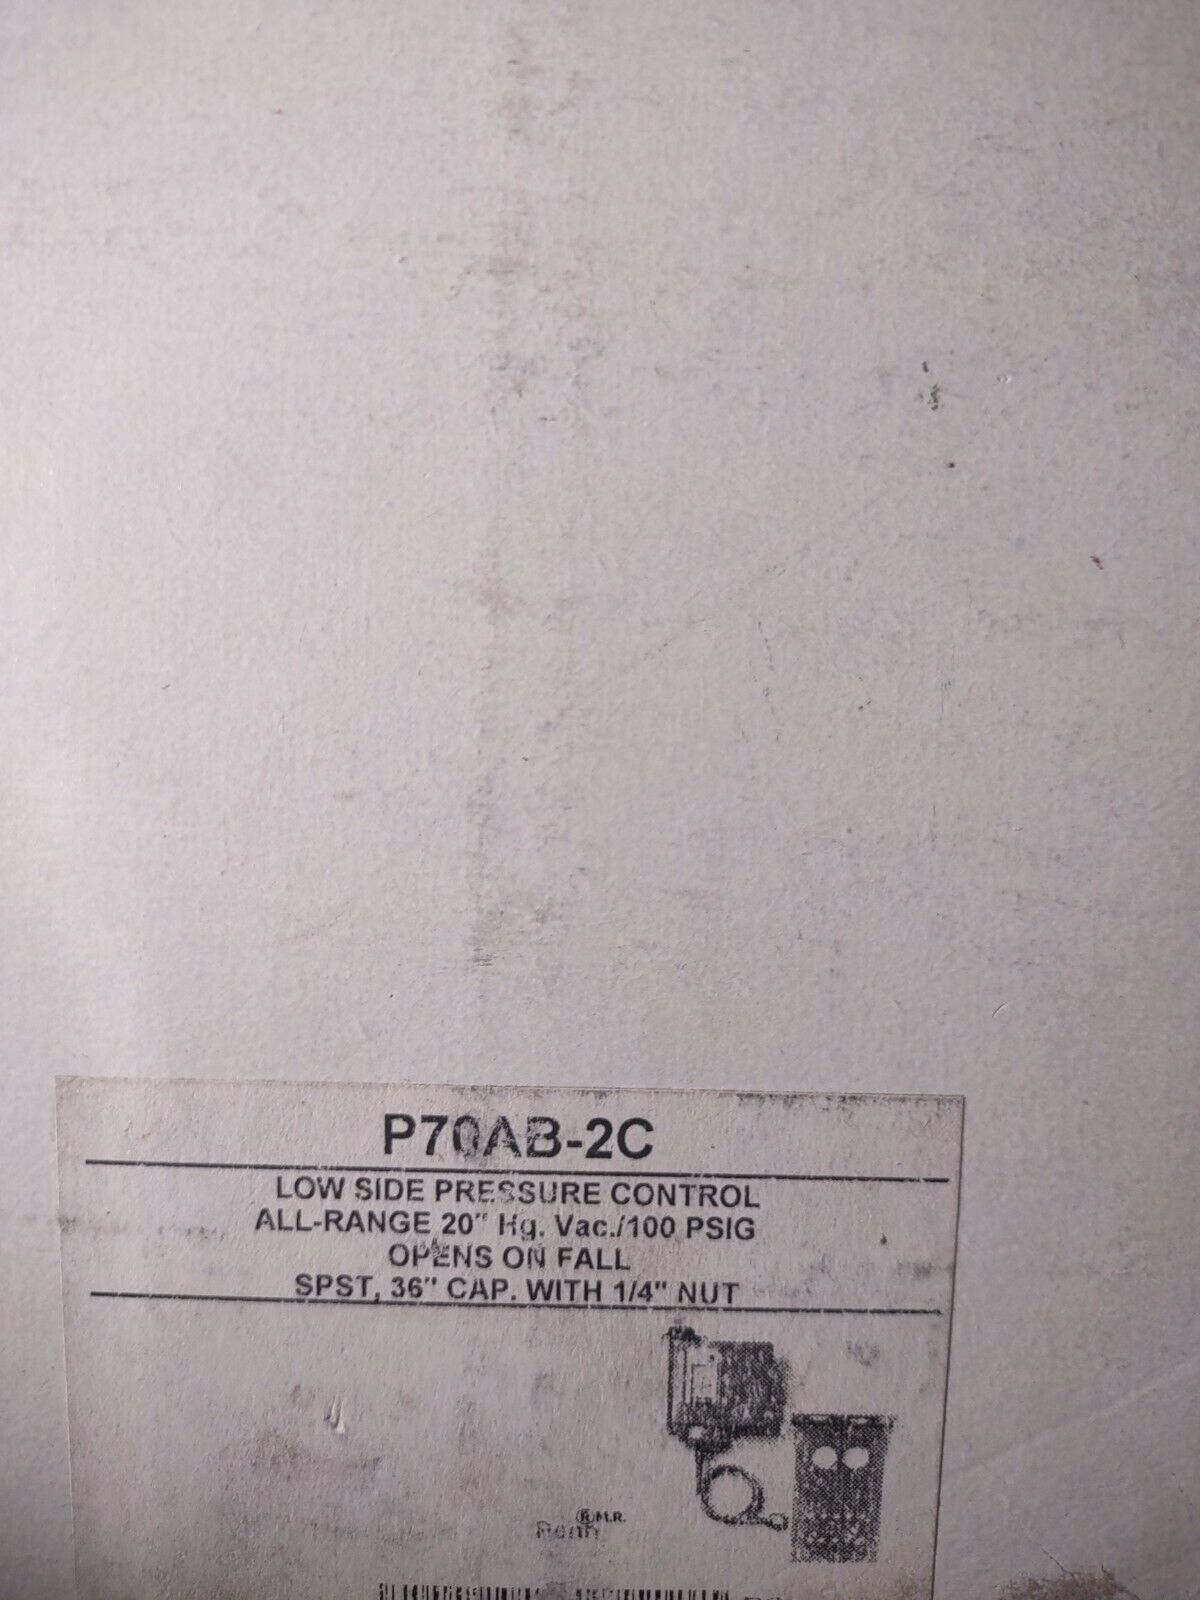 P70AB-2C
LOW SIDE PRESSURE CONTROL
ALL-RANGE 20" Hg. Vac./100 PSIG
OPENS ON FALL
SPST, 36" CAP. WITH 1/4" NUT
® M.R.
Penn